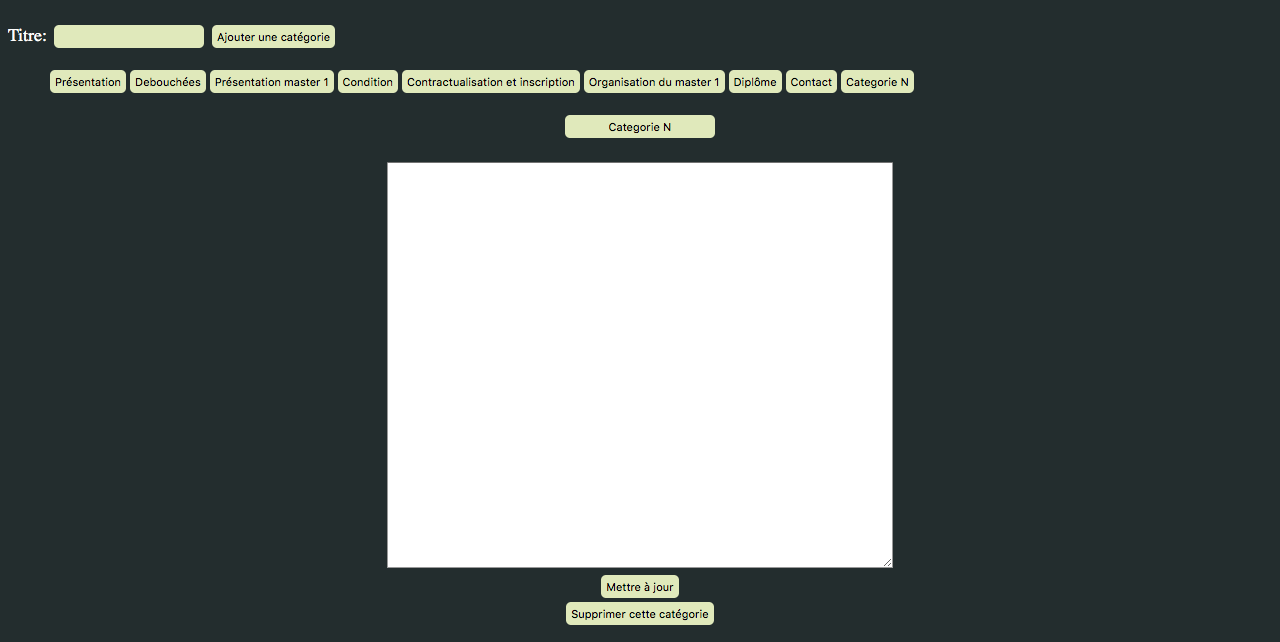 Titre: Ajouter une catégorie
Présentation Debouchées Présentation master 1 Condition Contractualisation et inscription Organisation du master 1 Diplôme Contact Categorie N
Categorie N
Mettre à jour
Supprimer cette catégorie